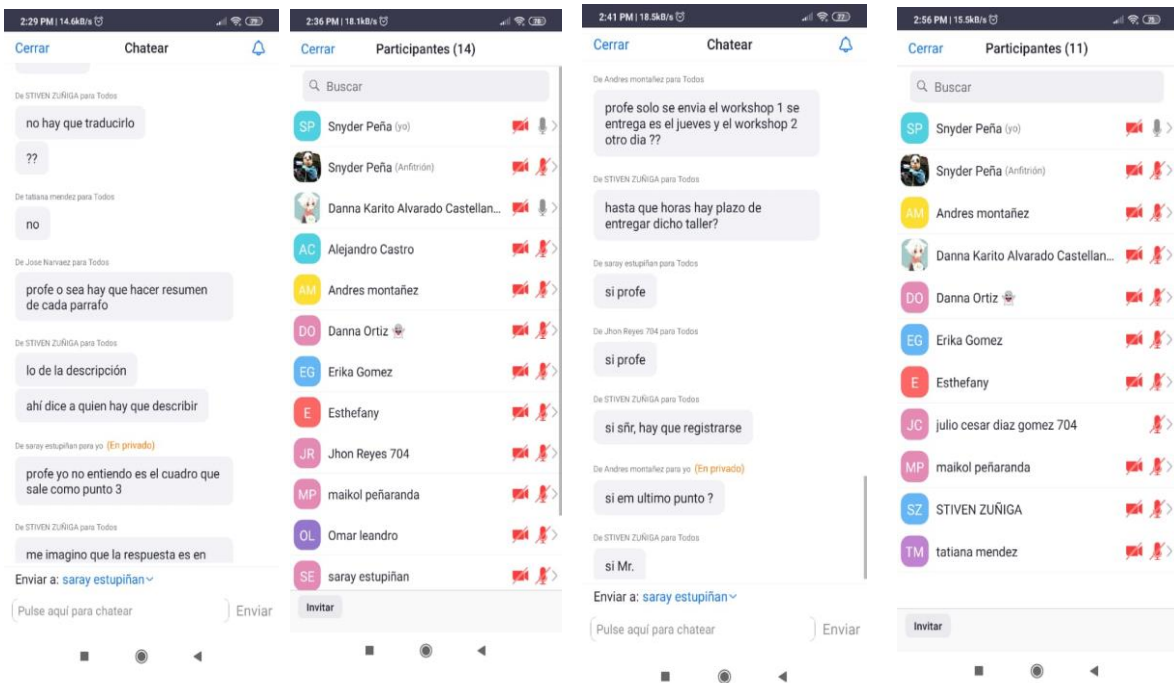 2:29 PM | 14.6kB/s
77
Cerrar
Chatear
De STIVEN ZUÑIGA para Todos
no hay que traducirlo
??
De tatiana mendez para Todos
no
De Jose Narvaez para Todos
profe o sea hay que hacer resumen
de cada parrafo
De STIVEN ZUÑIGA para Todos
lo de la descripción
ahí dice a quien hay que describir
De saray estupiñan para yo (En privado)
profe yo no entiendo es el cuadro que
sale como punto 3
De STIVEN ZUÑIGA para Todos
me imagino que la respuesta es en
Enviar a: saray estupiñan
Pulse aquí para chatear
Enviar
2:36 PM | 18.1kB/s
Cerrar
Participantes (14)
Buscar
SP Snyder Peña (yo)
Snyder Peña (Anfitrión)
Danna Karito Alvarado Castellan...
AC Alejandro Castro
AM Andres montañez
DO Danna Ortiz
EG Erika Gomez
E Esthefany
JR Jhon Reyes 704
MP maikol peñaranda
OL Omar leandro
SE saray estupiñan
Invitar
2:41 PM | 18.5kB/s
77
Cerrar
Chatear
De Andres montañez para Todos
profe solo se envia el workshop 1 se
entrega es el jueves y el workshop 2
otro dia ??
De STIVEN ZUÑIGA para Todos
hasta que horas hay plazo de
entregar dicho taller?
De saray estupiñan para Todos
si profe
De Jhon Reyes 704 para Todos
si profe
De STIVEN ZUÑIGA para Todos
si sñr, hay que registrarse
De Andres montañez para yo (En privado)
si em ultimo punto ?
De STIVEN ZUÑIGA para Todos
si Mr.
Enviar a: saray estupiñan
Pulse aquí para chatear
Enviar
2:56 PM | 15.5kB/s
Cerrar
Participantes (11)
Buscar
SP Snyder Peña (yo)
Snyder Peña (Anfitrión)
AM Andres montañez
Danna Karito Alvarado Castellan...
DO Danna Ortiz
EG Erika Gomez
E Esthefany
JC julio cesar diaz gomez 704
MP maikol peñaranda
SZ STIVEN ZUÑIGA
TM tatiana mendez
Invitar